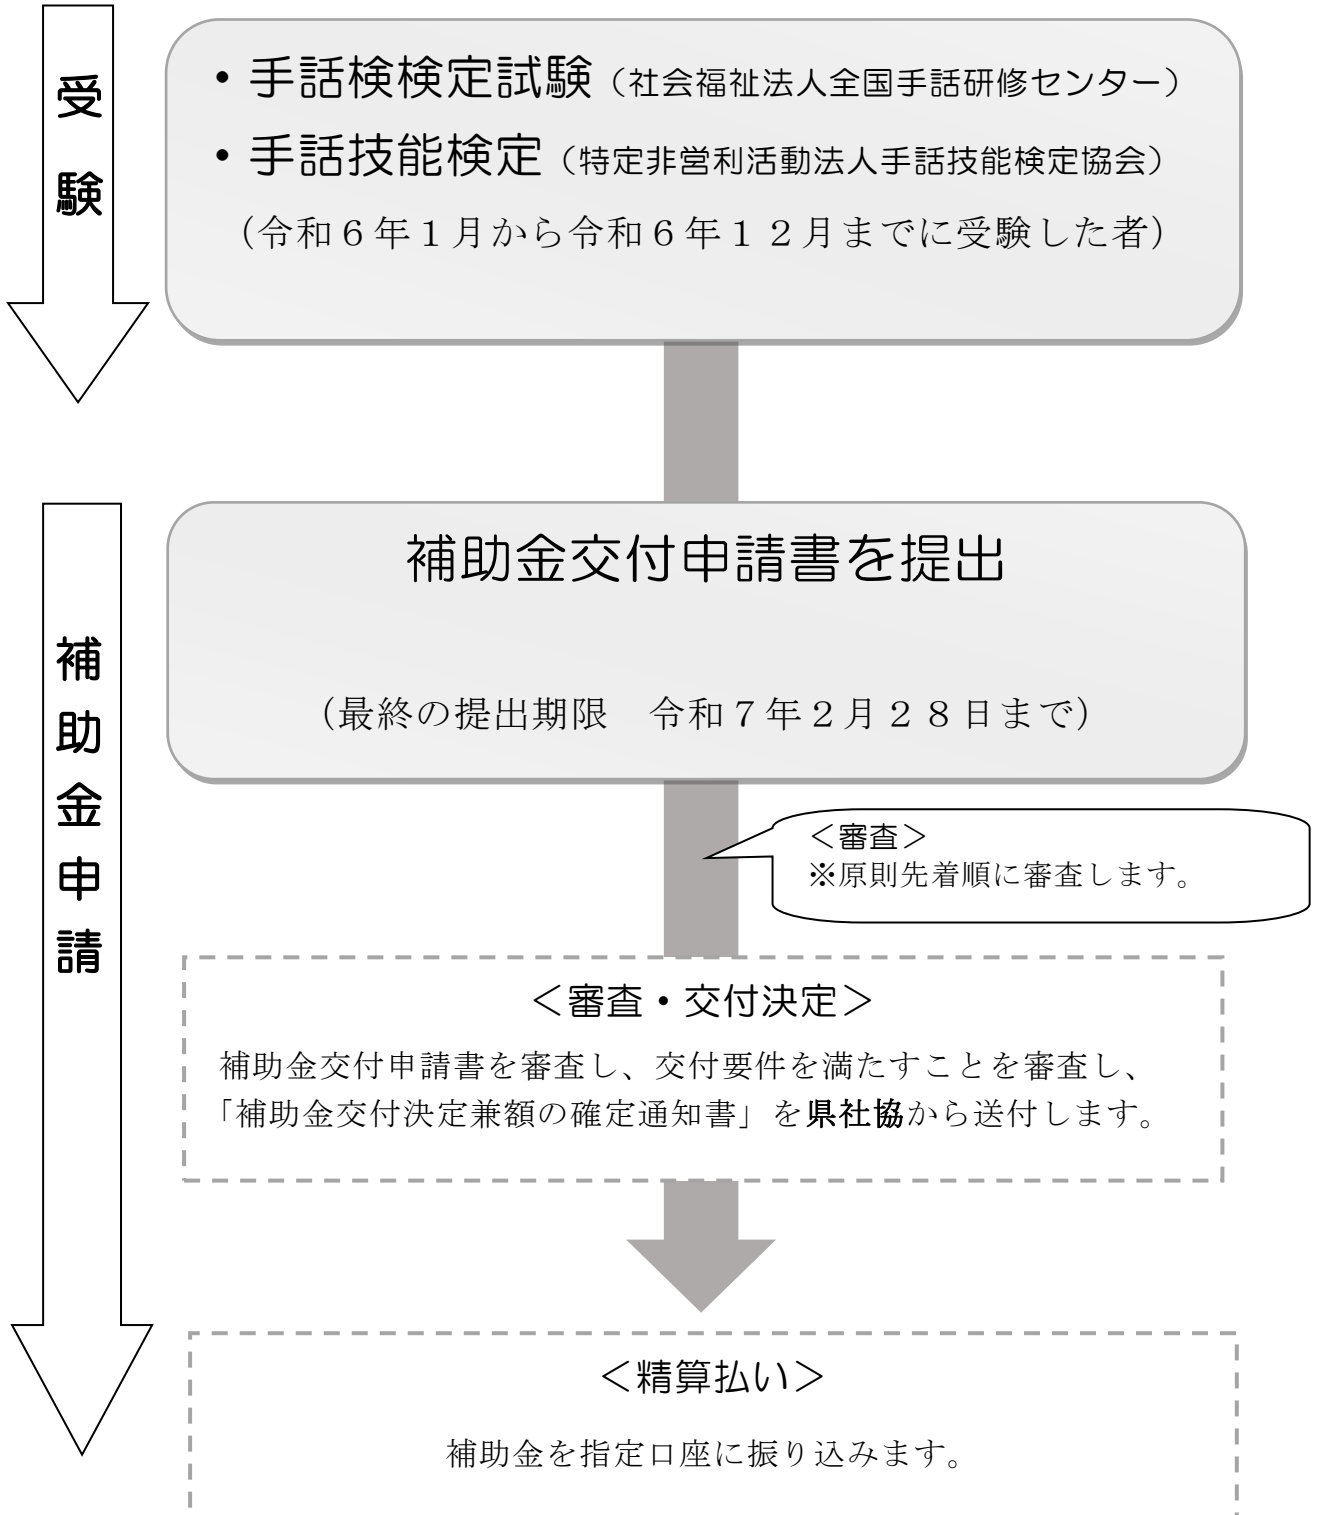 受験
・手話検検定試験（社会福祉法人全国手話研修センター）
・手話技能検定（特定非営利活動法人手話技能検定協会）
（令和６年１月から令和６年１２月までに受験した者）
補助金申請
補助金交付申請書を提出
（最終の提出期限　令和７年２月２８日まで）
＜審査＞
※原則先着順に審査します。
＜審査・交付決定＞
補助金交付申請書を審査し、交付要件を満たすことを審査し、
「補助金交付決定兼額の確定通知書」を県社協から送付します。
＜精算払い＞
補助金を指定口座に振り込みます。